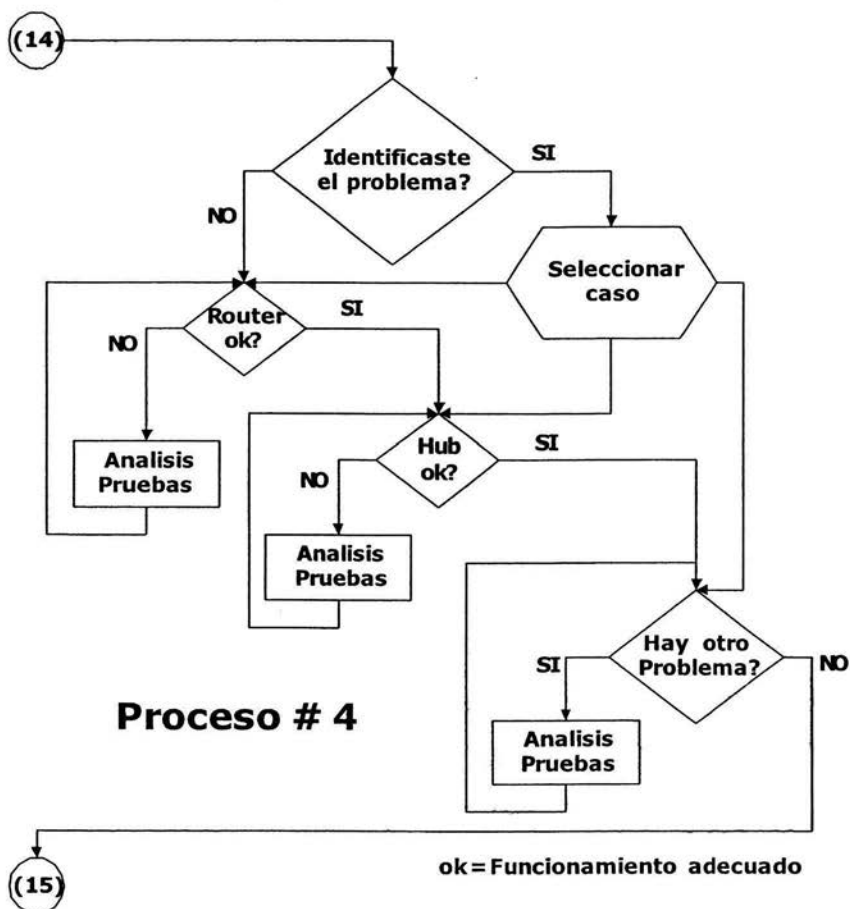 (14)
Identificaste
el problema?
SI
NO
Seleccionar
caso
Router
ok?
SI
NO
Analisis
Pruebas
Hub
ok?
SI
NO
Analisis
Pruebas
Hay otro
Problema?
SI
NO
Analisis
Pruebas
Proceso # 4
(15)
ok=Funcionamiento adecuado